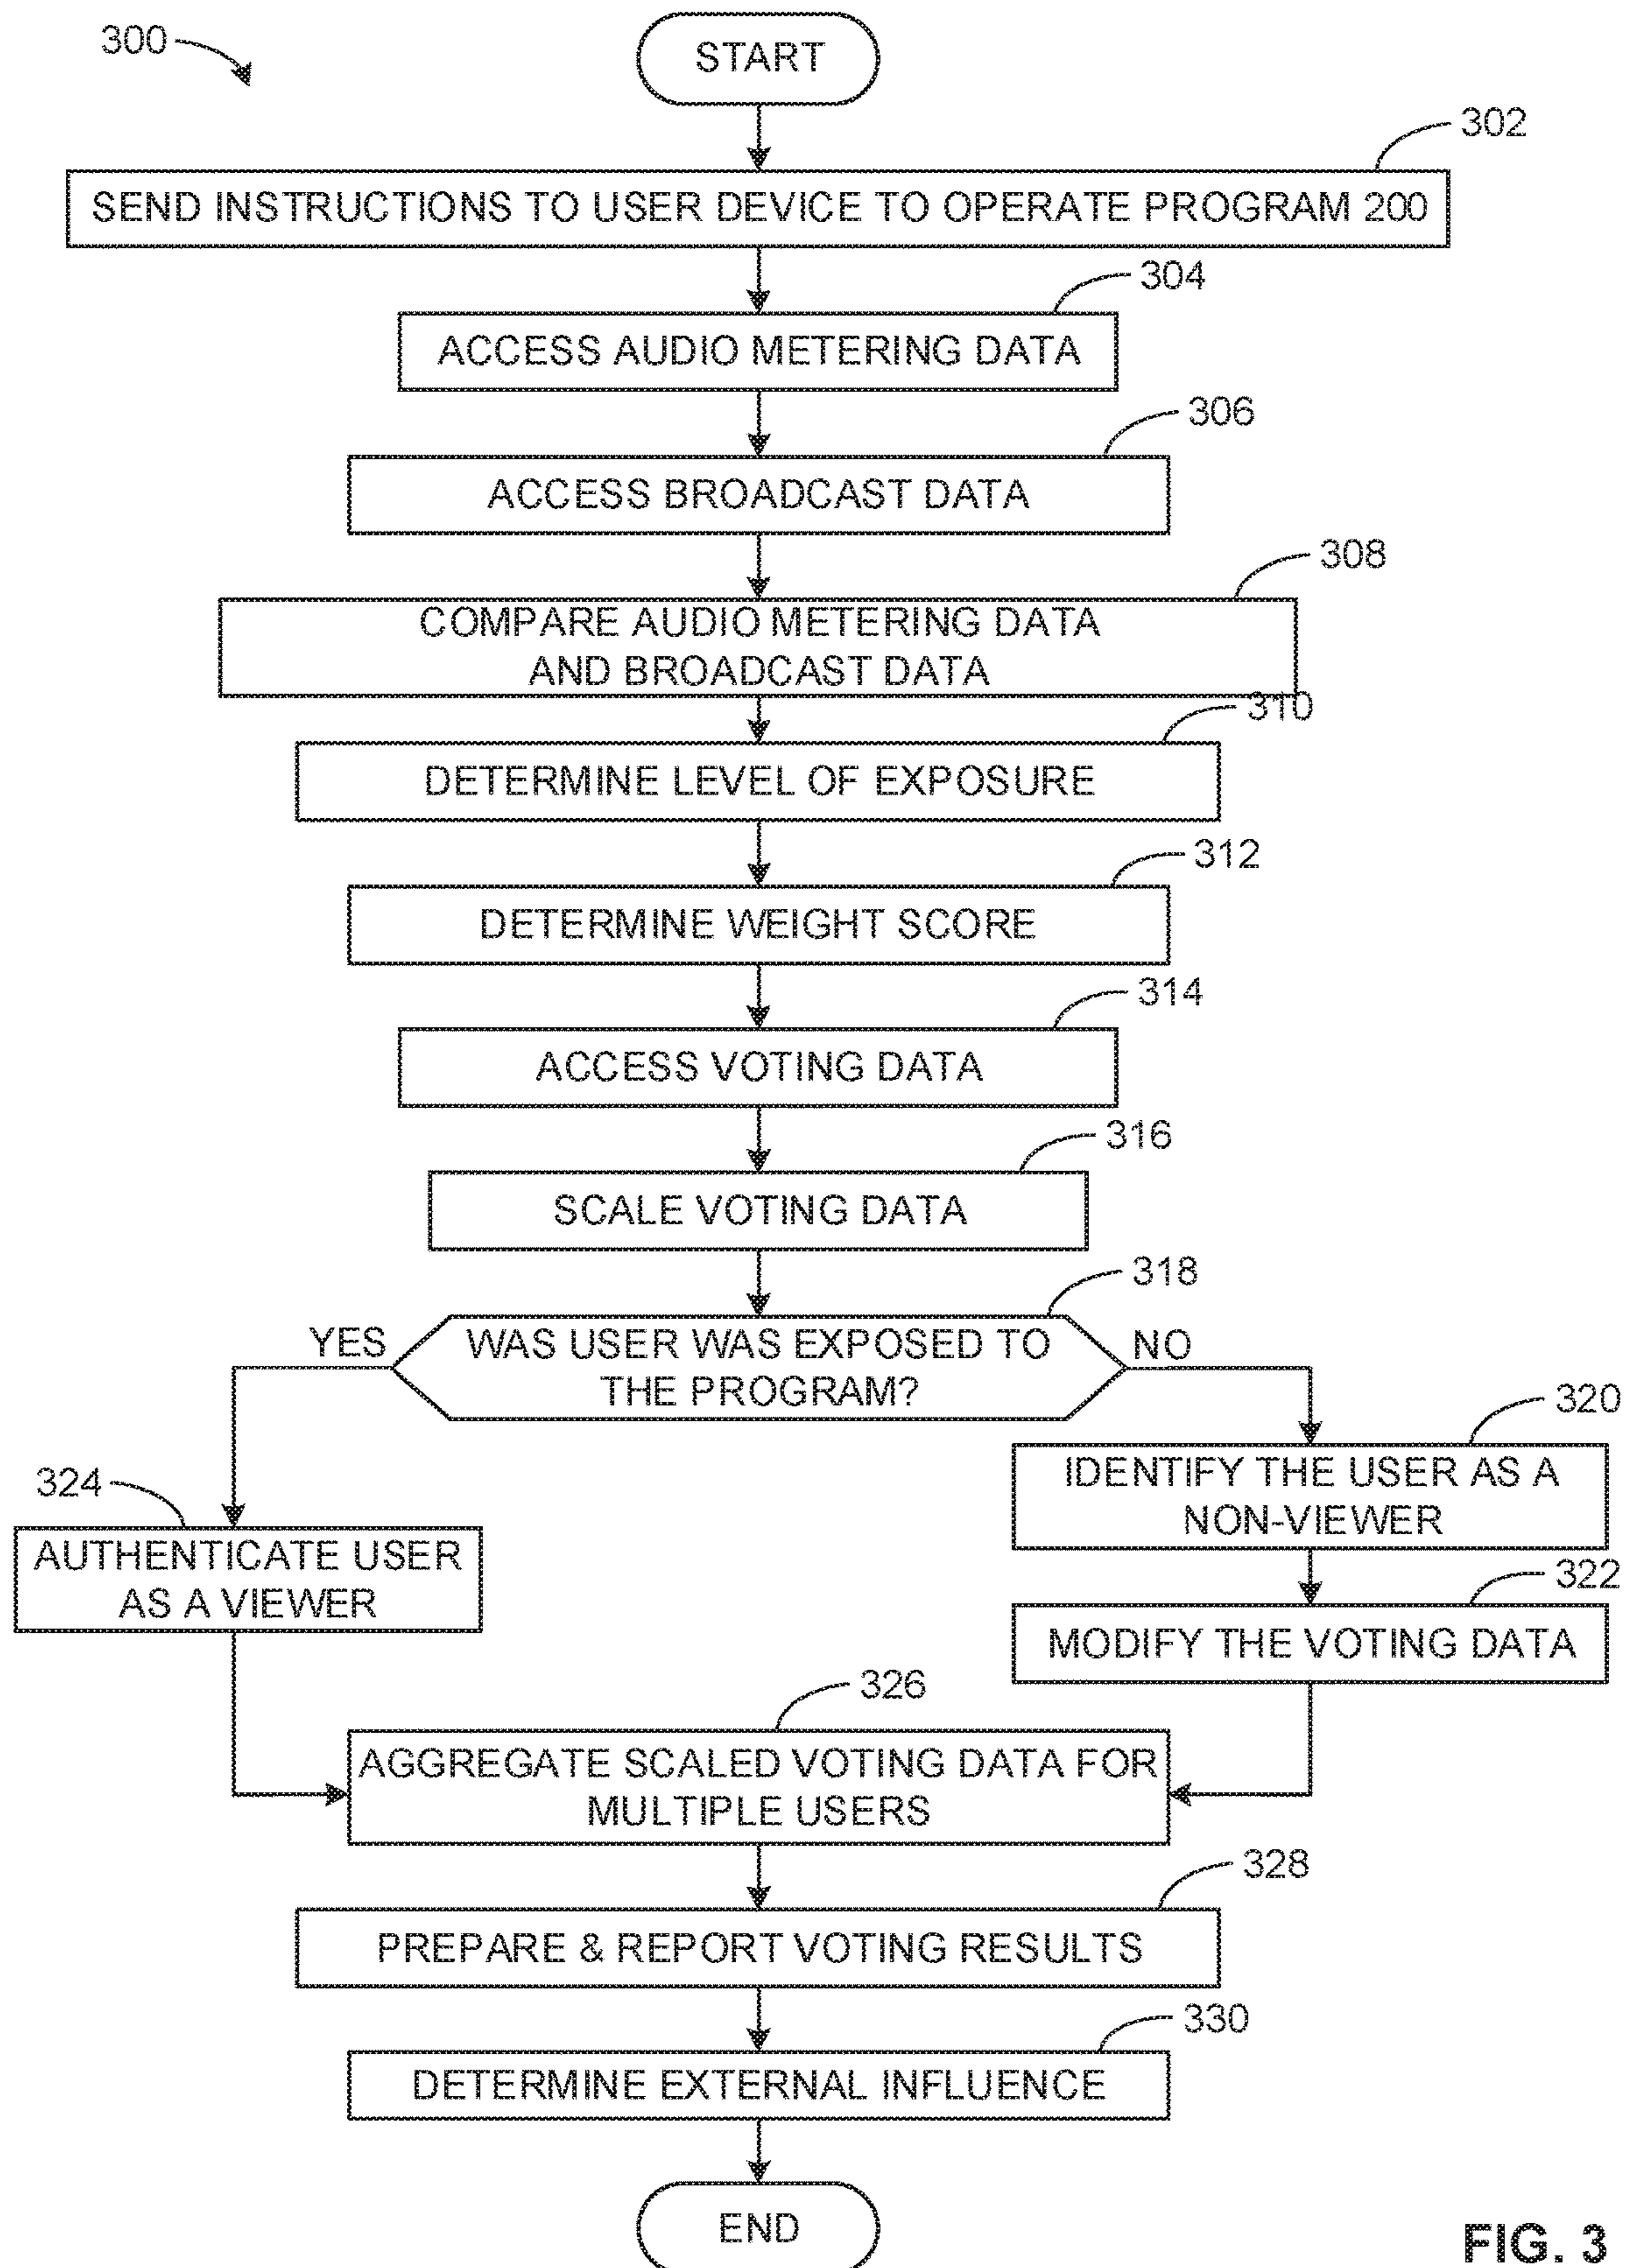 300
START
302
SEND INSTRUCTIONS TO USER DEVICE TO OPERATE PROGRAM 200
304
ACCESS AUDIO METERING DATA
306
ACCESS BROADCAST DATA
308
COMPARE AUDIO METERING DATA
AND BROADCAST DATA
310
DETERMINE LEVEL OF EXPOSURE
312
DETERMINE WEIGHT SCORE
314
ACCESS VOTING DATA
316
SCALE VOTING DATA
318
YES
WAS USER WAS EXPOSED TO
THE PROGRAM?
NO
320
IDENTIFY THE USER AS A
NON-VIEWER
324
AUTHENTICATE USER
AS A VIEWER
322
MODIFY THE VOTING DATA
326
AGGREGATE SCALED VOTING DATA FOR
MULTIPLE USERS
328
PREPARE & REPORT VOTING RESULTS
330
DETERMINE EXTERNAL INFLUENCE
END
FIG. 3